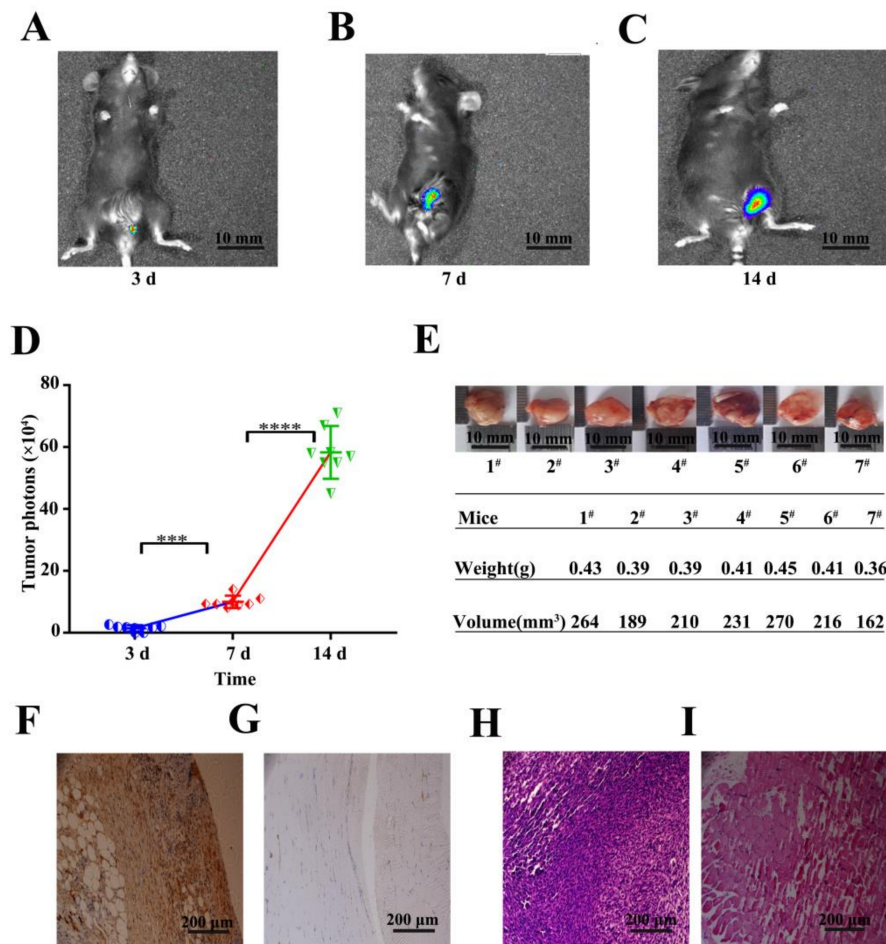 A B C
10 mm 10 mm 10 mm
3 d 7 d 14 d
D
Tumor photons (×10⁴)
80
60
40
20
0
***
****
3 d 7 d 14 d
Time
E
10 mm 10 mm 10 mm 10 mm 10 mm 10 mm 10 mm
1# 2# 3# 4# 5# 6# 7#
Mice 1# 2# 3# 4# 5# 6# 7#
Weight(g) 0.43 0.39 0.39 0.41 0.45 0.41 0.36
Volume(mm³) 264 189 210 231 270 216 162
F G H I
200 μm 200 μm 200 μm 200 μm